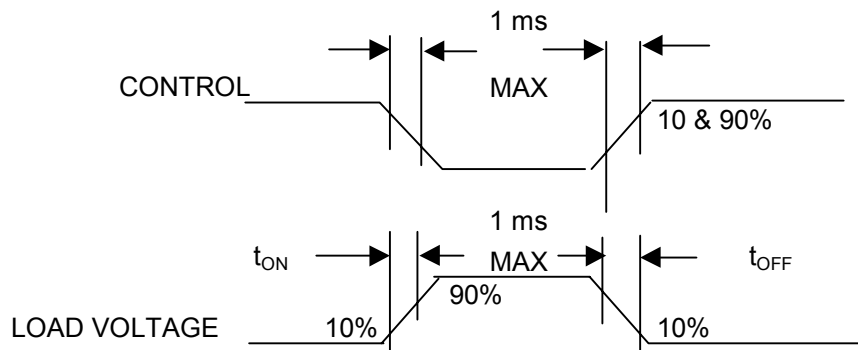 1 ms
CONTROL MAX
10 & 90%
1 ms
tON MAX tOFF
90%
LOAD VOLTAGE 10% 10%